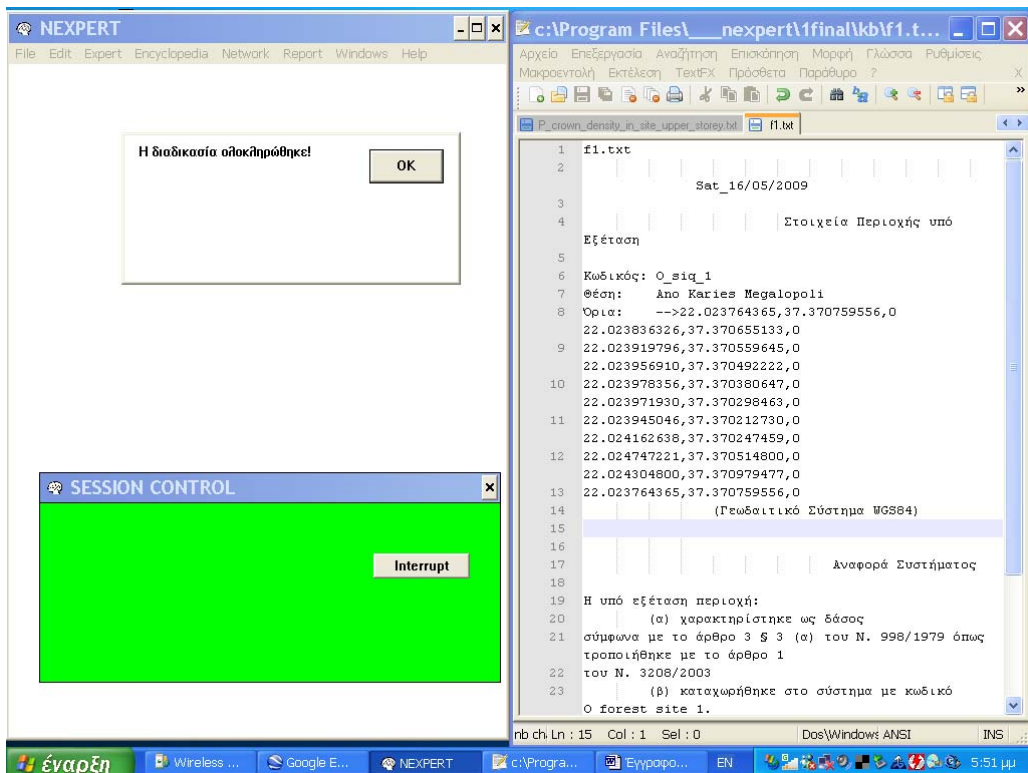 NEXPERT
File Edit Expert Encyclopedia Network Report Windows Help
Η διαδικασία ολοκληρώθηκε!
OK
SESSION CONTROL
Interrupt
c:\Program Files\___nexpert\1final\kb\f1.t...
Αρχείο Επεξεργασία Αναζήτηση Επισκόπηση Μορφή Γλώσσα Ρυθμίσεις
Μακροεντολή Εκτέλεση TextFX Πρόσθετα Παράθυρο ? X
P_crown_density_in_site_upper_storey.txt f1.txt
1 f1.txt
2
Sat_16/05/2009
3
4 Στοιχεία Περιοχής υπό
Εξέταση
5
6 Κωδικός: O_siq_1
7 Θέση: Ano Karies Megalopoli
8 Όρια: -->22.023764365,37.370759556,0
22.023836326,37.370655133,0
9 22.023919796,37.370559645,0
22.023956910,37.370492222,0
10 22.023978356,37.370380647,0
22.023971930,37.370298463,0
11 22.023945046,37.370212730,0
22.024162638,37.370247459,0
12 22.024747221,37.370514800,0
22.024304800,37.370979477,0
13 22.023764365,37.370759556,0
14 (Γεωδαιτικό Σύστημα WGS84)
15
16
17 Αναφορά Συστήματος
18
19 Η υπό εξέταση περιοχή:
20 (α) χαρακτηρίστηκε ως δάσος
21 σύμφωνα με το άρθρο 3 § 3 (α) του Ν. 998/1979 όπως
τροποιήθηκε με το άρθρο 1
22 του Ν. 3208/2003
23 (β) καταχωρήθηκε στο σύστημα με κωδικό
O forest site 1.
nb ch Ln : 15 Col : 1 Sel : 0 Dos\Windows ANSI INS
έναρξη Wireless ... Google E... NEXPERT c:\Progra... Έγγραφο... EN 5:51 μμ